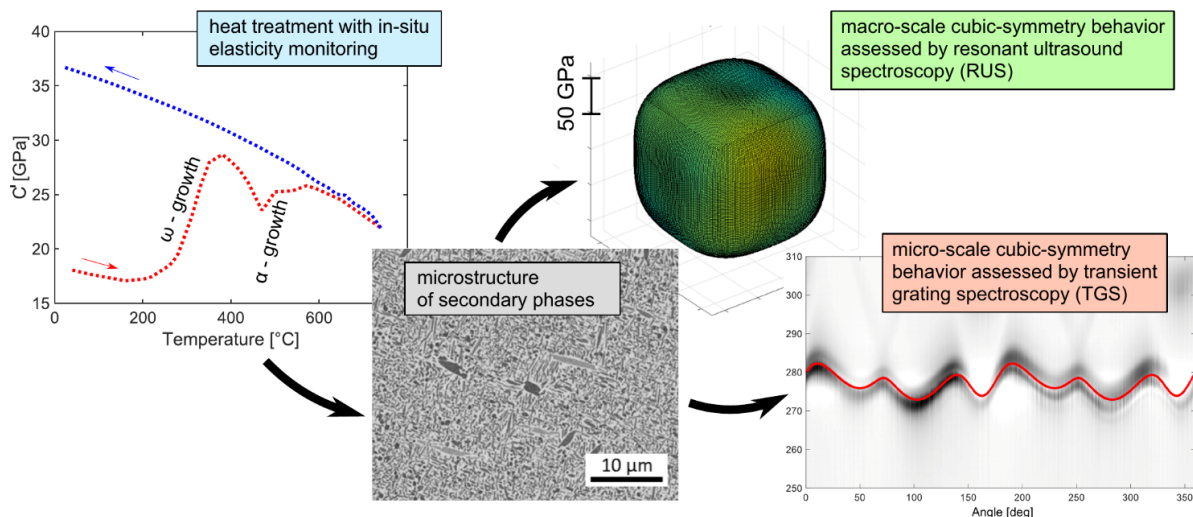 heat treatment with in-situ
elasticity monitoring
40
35
30
25
20
15
C' [GPa]
ω - growth
α - growth
0
200
400
600
Temperature [°C]
50 GPa
macro-scale cubic-symmetry behavior
assessed by resonant ultrasound
spectroscopy (RUS)
microstructure
of secondary phases
10 μm
micro-scale cubic-symmetry
behavior assessed by transient
grating spectroscopy (TGS)
310
300
290
280
270
260
250
0
50
100
150
200
250
300
350
Angle [deg]